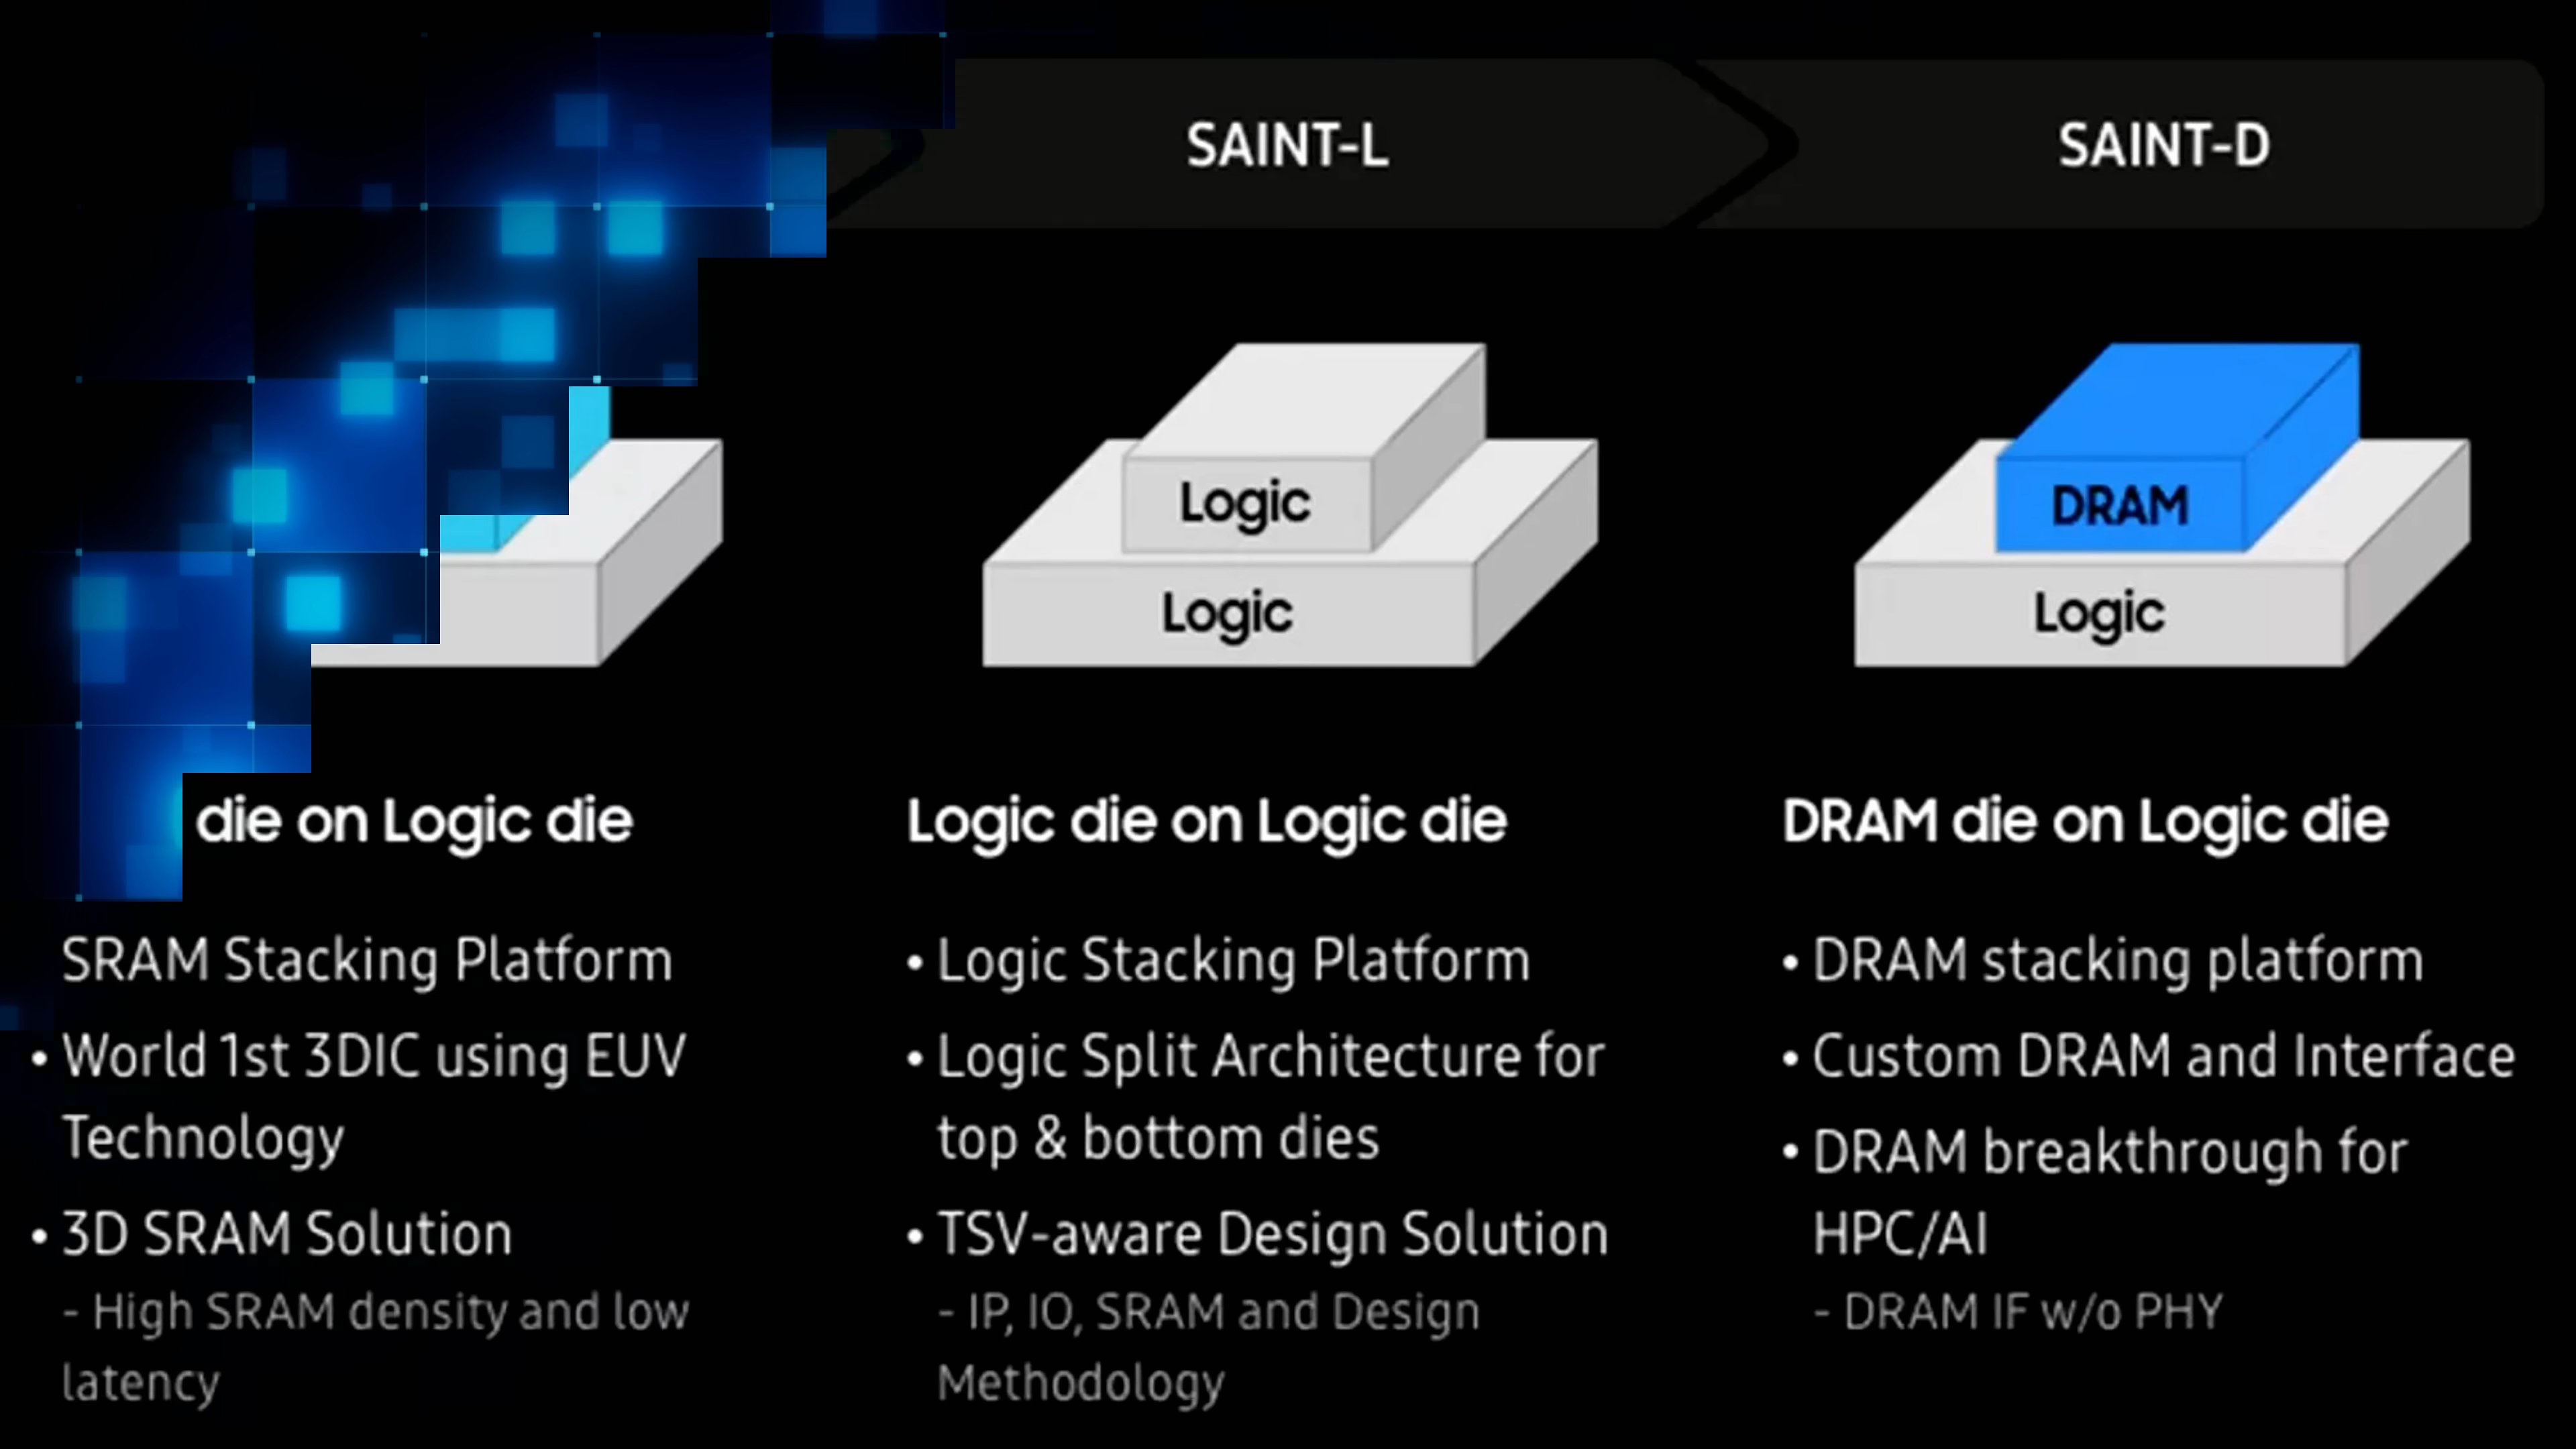 SAINT-L
SAINT-D
Logic
Logic
DRAM
Logic
die on Logic die
SRAM Stacking Platform
• World 1st 3DIC using EUV
Technology
• 3D SRAM Solution
- High SRAM density and low
latency
Logic die on Logic die
• Logic Stacking Platform
• Logic Split Architecture for
top & bottom dies
• TSV-aware Design Solution
- IP, IO, SRAM and Design
Methodology
DRAM die on Logic die
• DRAM stacking platform
• Custom DRAM and Interface
• DRAM breakthrough for
HPC/AI
- DRAM IF w/o PHY